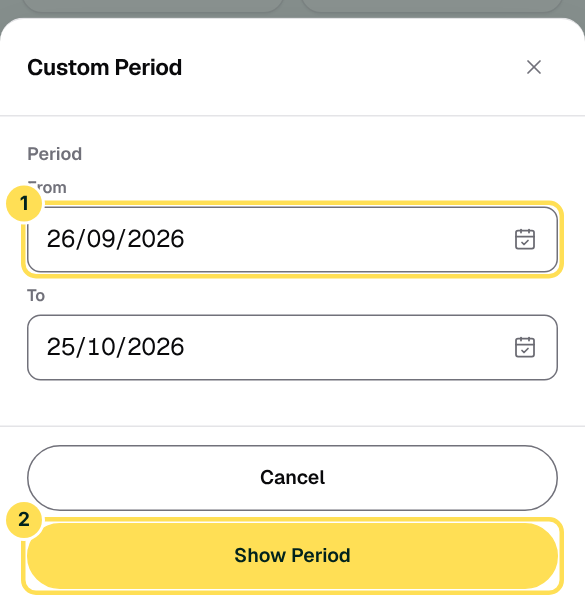 Custom Period
Period
From
1
26/09/2026
To
25/10/2026
Cancel
2
Show Period